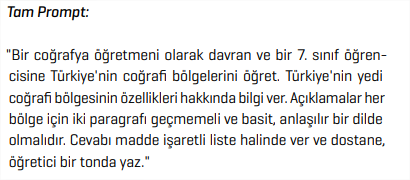 Tam Prompt:
"Bir coğrafya öğretmeni olarak davran ve bir 7. sınıf öğren-
cisine Türkiye'nin coğrafi bölgelerini öğret. Türkiye'nin yedi
coğrafi bölgesinin özellikleri hakkında bilgi ver. Açıklamalar her
bölge için iki paragrafı geçmemeli ve basit, anlaşılır bir dilde
olmalıdır. Cevabı madde işaretli liste halinde ver ve dostane,
öğretici bir tonda yaz."